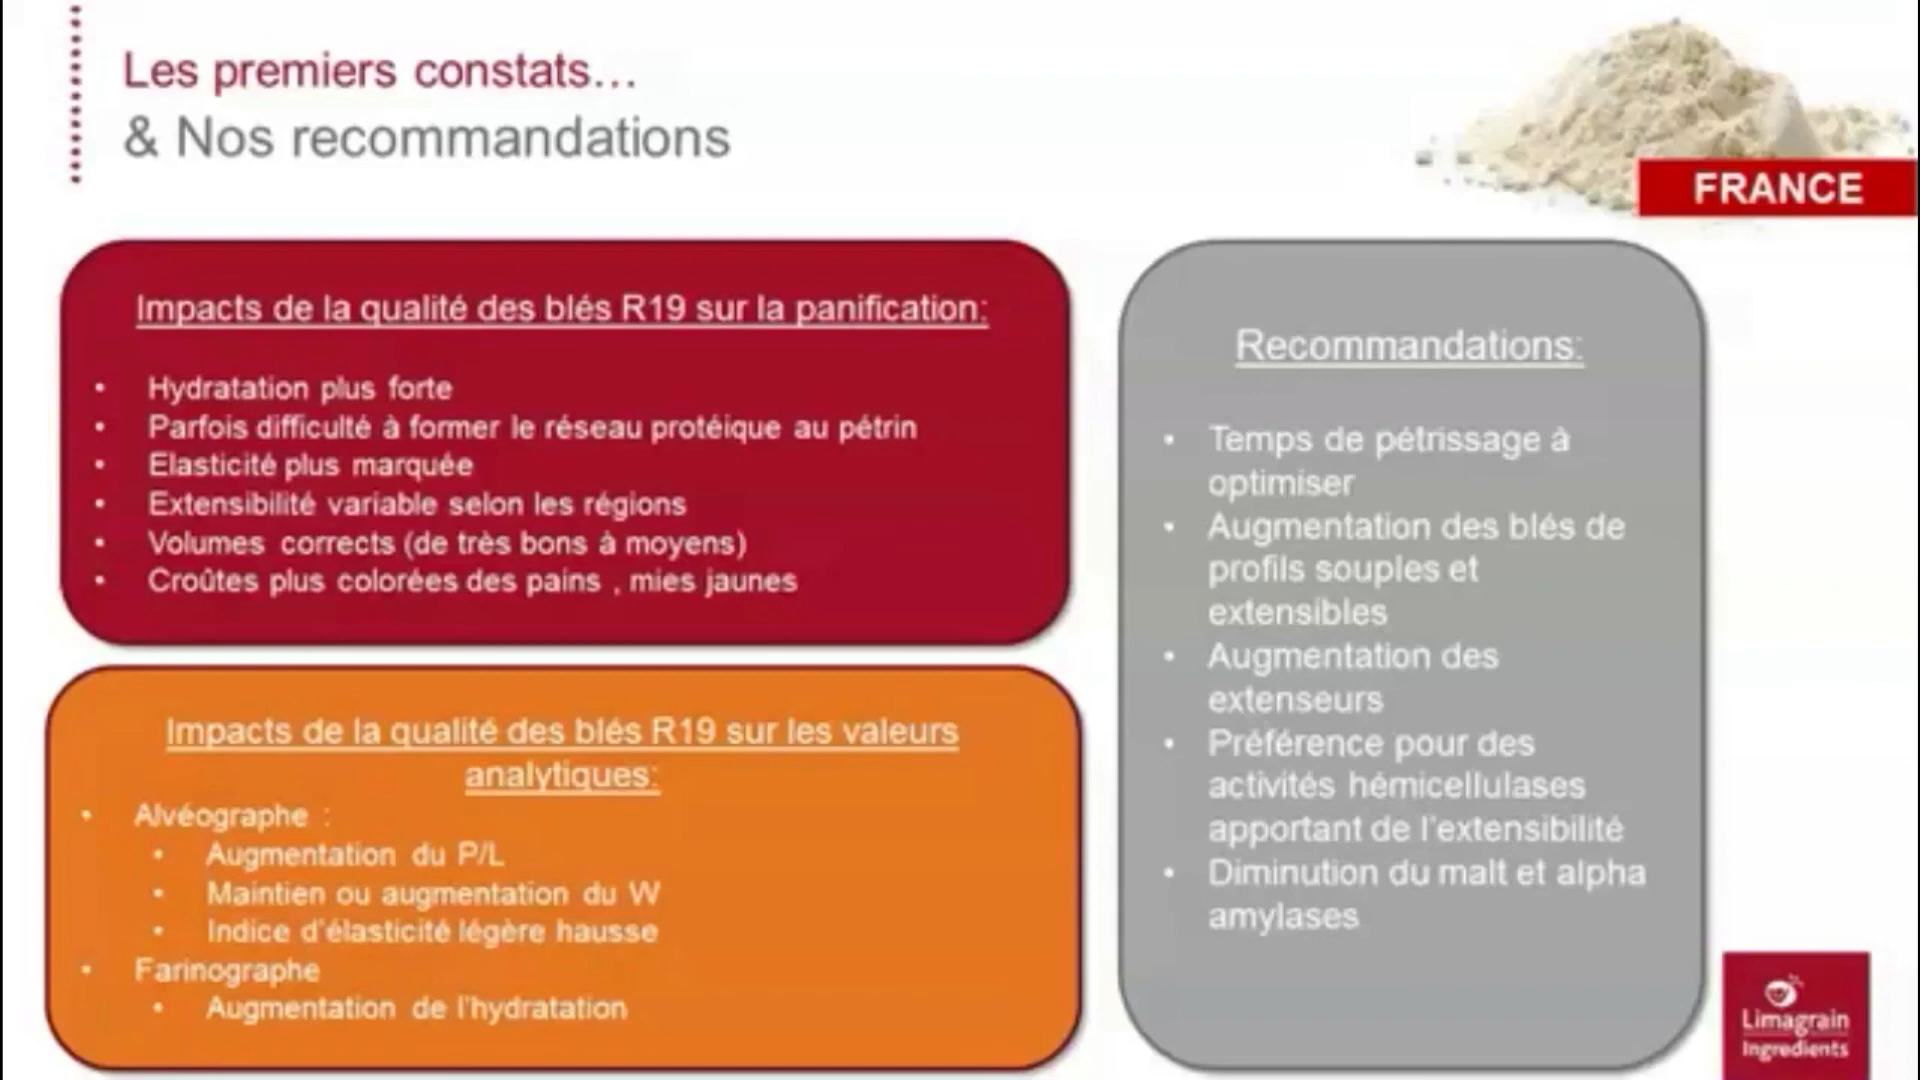 Les premiers constats...
& Nos recommandations
FRANCE
Impacts de la qualité des blés R19 sur la panification:
• Hydratation plus forte
• Parfois difficulté à former le réseau protéique au pétrin
• Elasticité plus marquée
• Extensibilité variable selon les régions
• Volumes corrects (de très bons à moyens)
• Croûtes plus colorées des pains , mies jaunes
Impacts de la qualité des blés R19 sur les valeurs
analytiques:
• Alvéographe :
• Augmentation du P/L
• Maintien ou augmentation du W
• Indice d'élasticité légère hausse
• Farinographe
• Augmentation de l'hydratation
Recommandations:
• Temps de pétrissage à
optimiser
• Augmentation des blés de
profils souples et
extensibles
• Augmentation des
extenseurs
• Préférence pour des
activités hémicellulases
apportant de l'extensibilité
• Diminution du malt et alpha
amylases
Limagrain
Ingredients